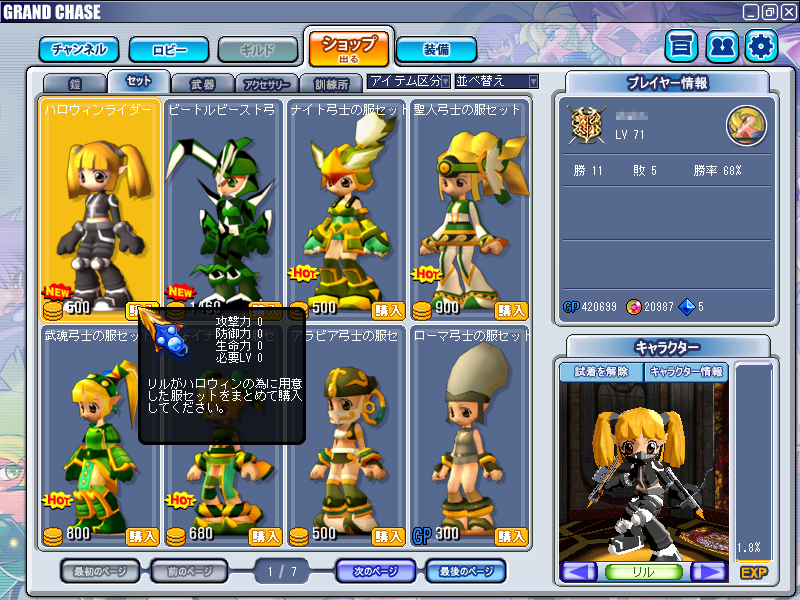 GRAND CHASE
チャンネル
ロビー
ギルド
ショップ
出る
装備
鎧
セット
武器
アクセサリー
訓練所
アイテム区分
並べ替え
ハロウィンライダー
ビートルビースト弓
ナイト弓士の服セット
聖人弓士の服セット
NEW
NEW
HOT
HOT
500
購入
1460
500
購入
900
購入
武魂弓士の服セット
アラビア弓士の服セ
ローマ弓士の服セット
攻撃力 0
防御力 0
生命力 0
必要LV 0
リルがハロウィンの為に用意
した服セットをまとめて購入
してください。
HOT
HOT
800
購入
680
購入
500
購入
GP 300
購入
最初のページ
前のページ
1 / 7
次のページ
最後のページ
プレイヤー情報
LV 71
勝 11
敗 5
勝率 68%
GP 420699
20987
5
キャラクター
試着を解除
キャラクター情報
リル
1.8%
EXP